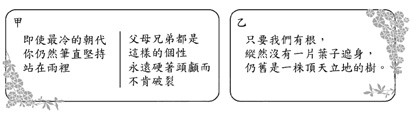 甲
即使最冷的朝代
你仍然筆直堅持
站在雨裡
父母兄弟都是
這樣的個性
永遠硬著頭顱而
不肯破裂
乙
只要我們有根，
縱然沒有一片葉子遮身，
仍舊是一株頂天立地的樹。